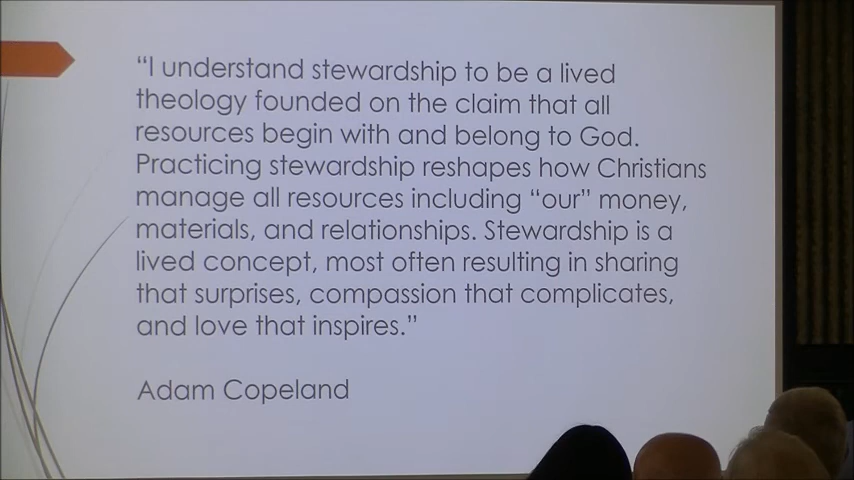 “I understand stewardship to be a lived
theology founded on the claim that all
resources begin with and belong to God.
Practicing stewardship reshapes how Christians
manage all resources including “our” money,
materials, and relationships. Stewardship is a
lived concept, most often resulting in sharing
that surprises, compassion that complicates,
and love that inspires.”
Adam Copeland